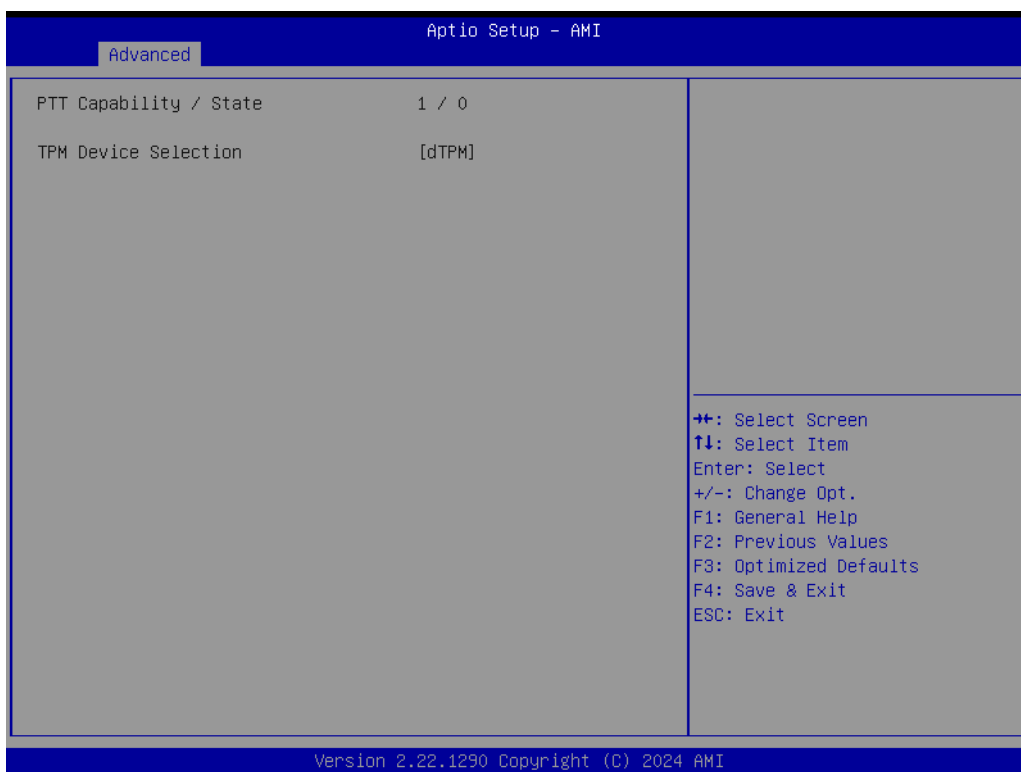 Aptio Setup – AMI
Advanced
PTT Capability / State 1 / 0
TPM Device Selection [dTPM]
→←: Select Screen
↑↓: Select Item
Enter: Select
+/-: Change Opt.
F1: General Help
F2: Previous Values
F3: Optimized Defaults
F4: Save & Exit
ESC: Exit
Version 2.22.1290 Copyright (C) 2024 AMI